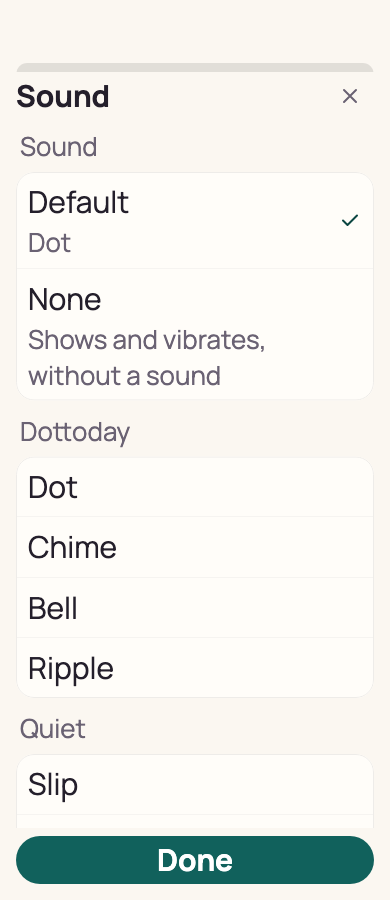 Sound
Sound
Default
Dot
None
Shows and vibrates,
without a sound
Dottoday
Dot
Chime
Bell
Ripple
Quiet
Slip
Done